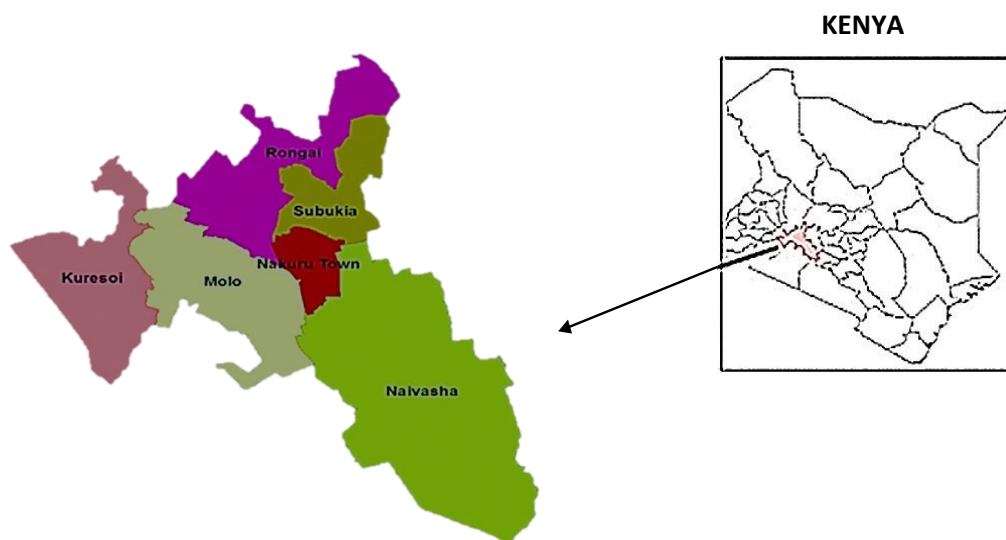 KENYA
Rongai
Subukia
Nakuru Town
Kuresoi
Molo
Naivasha